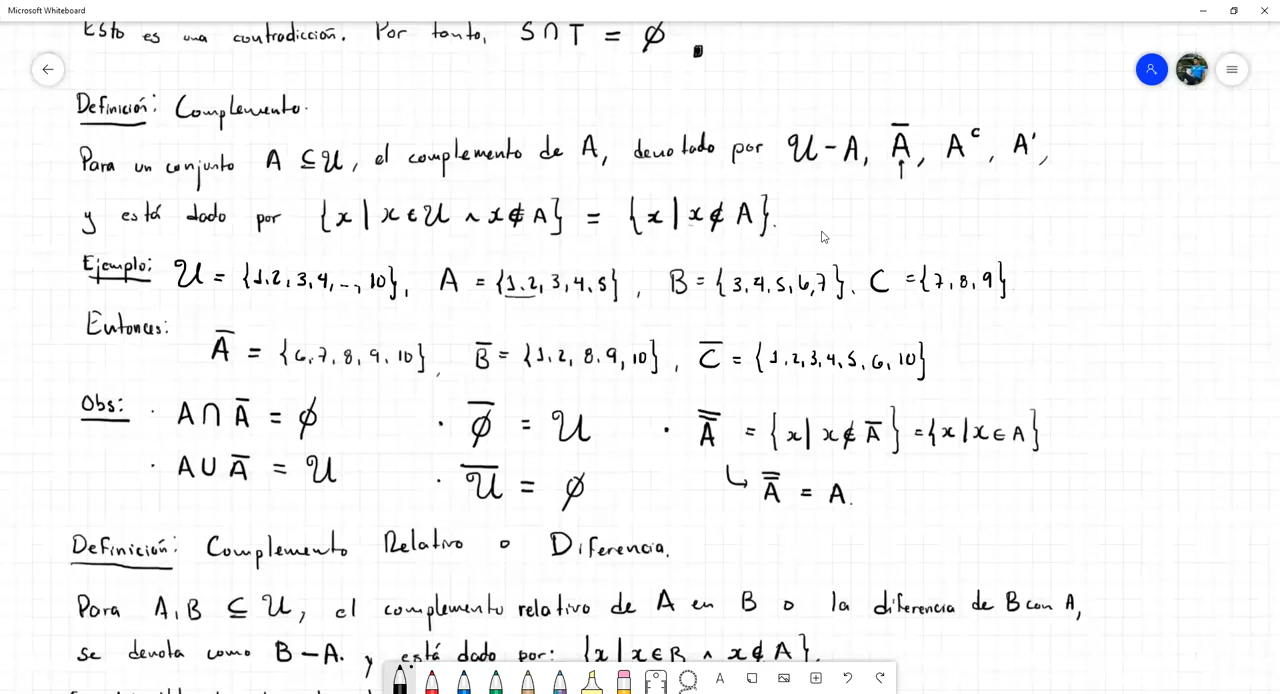 Microsoft Whiteboard
Esto es una contradicción. Por tanto, S ∩ T = ∅
Definición: Complemento.
Para un conjunto A ⊆ U, el complemento de A, denotado por U - A, A̅, Aᶜ, A',
y está dado por {x | x ∈ U ∧ x ∉ A} = {x | x ∉ A}.
Ejemplo: U = {1,2,3,4,..,10}, A = {1,2,3,4,5}, B = {3,4,5,6,7}, C = {7,8,9}
Entonces:
A̅ = {6,7,8,9,10}, B̅ = {1,2,8,9,10}, C̅ = {1,2,3,4,5,6,10}
Obs: · A ∩ A̅ = ∅ · ∅̅ = U · A̿ = {x | x ∉ A̅} = {x | x ∈ A}
· A ∪ A̅ = U · U̅ = ∅ ↳ A̿ = A.
Definición: Complemento Relativo o Diferencia.
Para A, B ⊆ U, el complemento relativo de A en B o la diferencia de B con A,
se denota como B - A. y está dado por: {x | x ∈ B ∧ x ∉ A}.